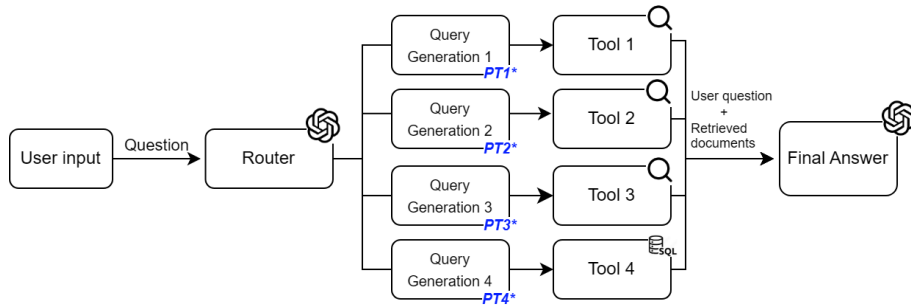 User input
Question
Router
Query
Generation 1
PT1*
Tool 1
Query
Generation 2
PT2*
Tool 2
Query
Generation 3
PT3*
Tool 3
Query
Generation 4
PT4*
Tool 4
SQL
User question
+
Retrieved
documents
Final Answer